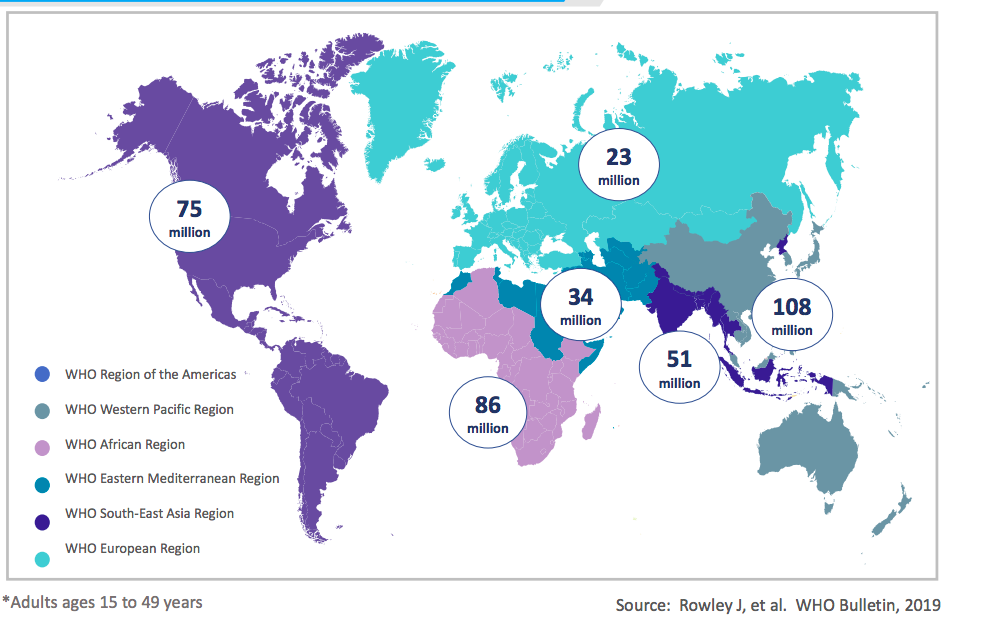 23
million
75
million
34
million
108
million
51
million
86
million
WHO Region of the Americas
WHO Western Pacific Region
WHO African Region
WHO Eastern Mediterranean Region
WHO South-East Asia Region
WHO European Region
*Adults ages 15 to 49 years
Source: Rowley J, et al. WHO Bulletin, 2019